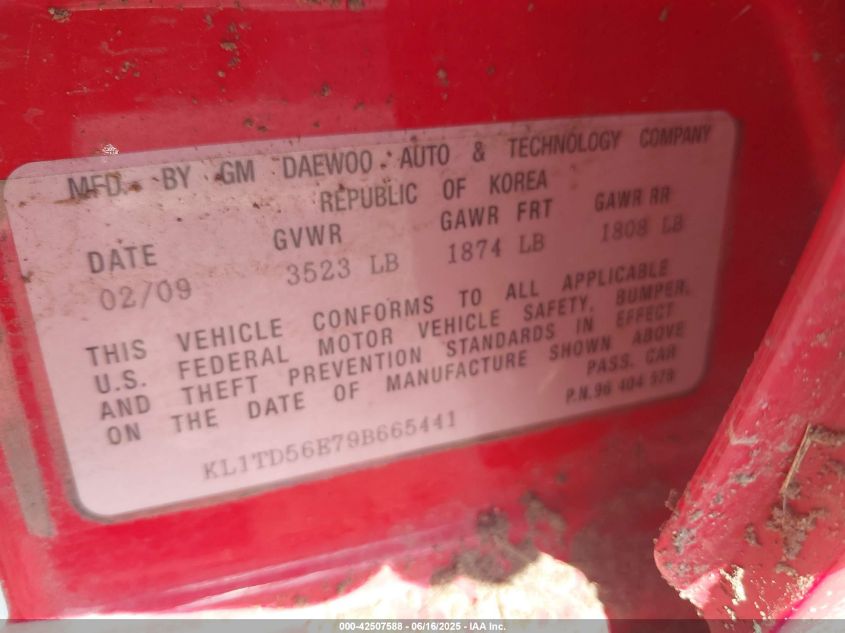 MFD. BY GM DAEWOO AUTO & TECHNOLOGY COMPANY
REPUBLIC OF KOREA
DATE GVWR GAWR FRT GAWR RR
02/09 3523 LB 1874 LB 1808 LB
THIS VEHICLE CONFORMS TO ALL APPLICABLE
U.S. FEDERAL MOTOR VEHICLE SAFETY, BUMPER,
AND THEFT PREVENTION STANDARDS IN EFFECT
ON THE DATE OF MANUFACTURE SHOWN ABOVE
PASS. CAR
KL1TD56E79B665441 P.N. 96 404 578
000-42507588 - 06/16/2025 - IAA Inc.